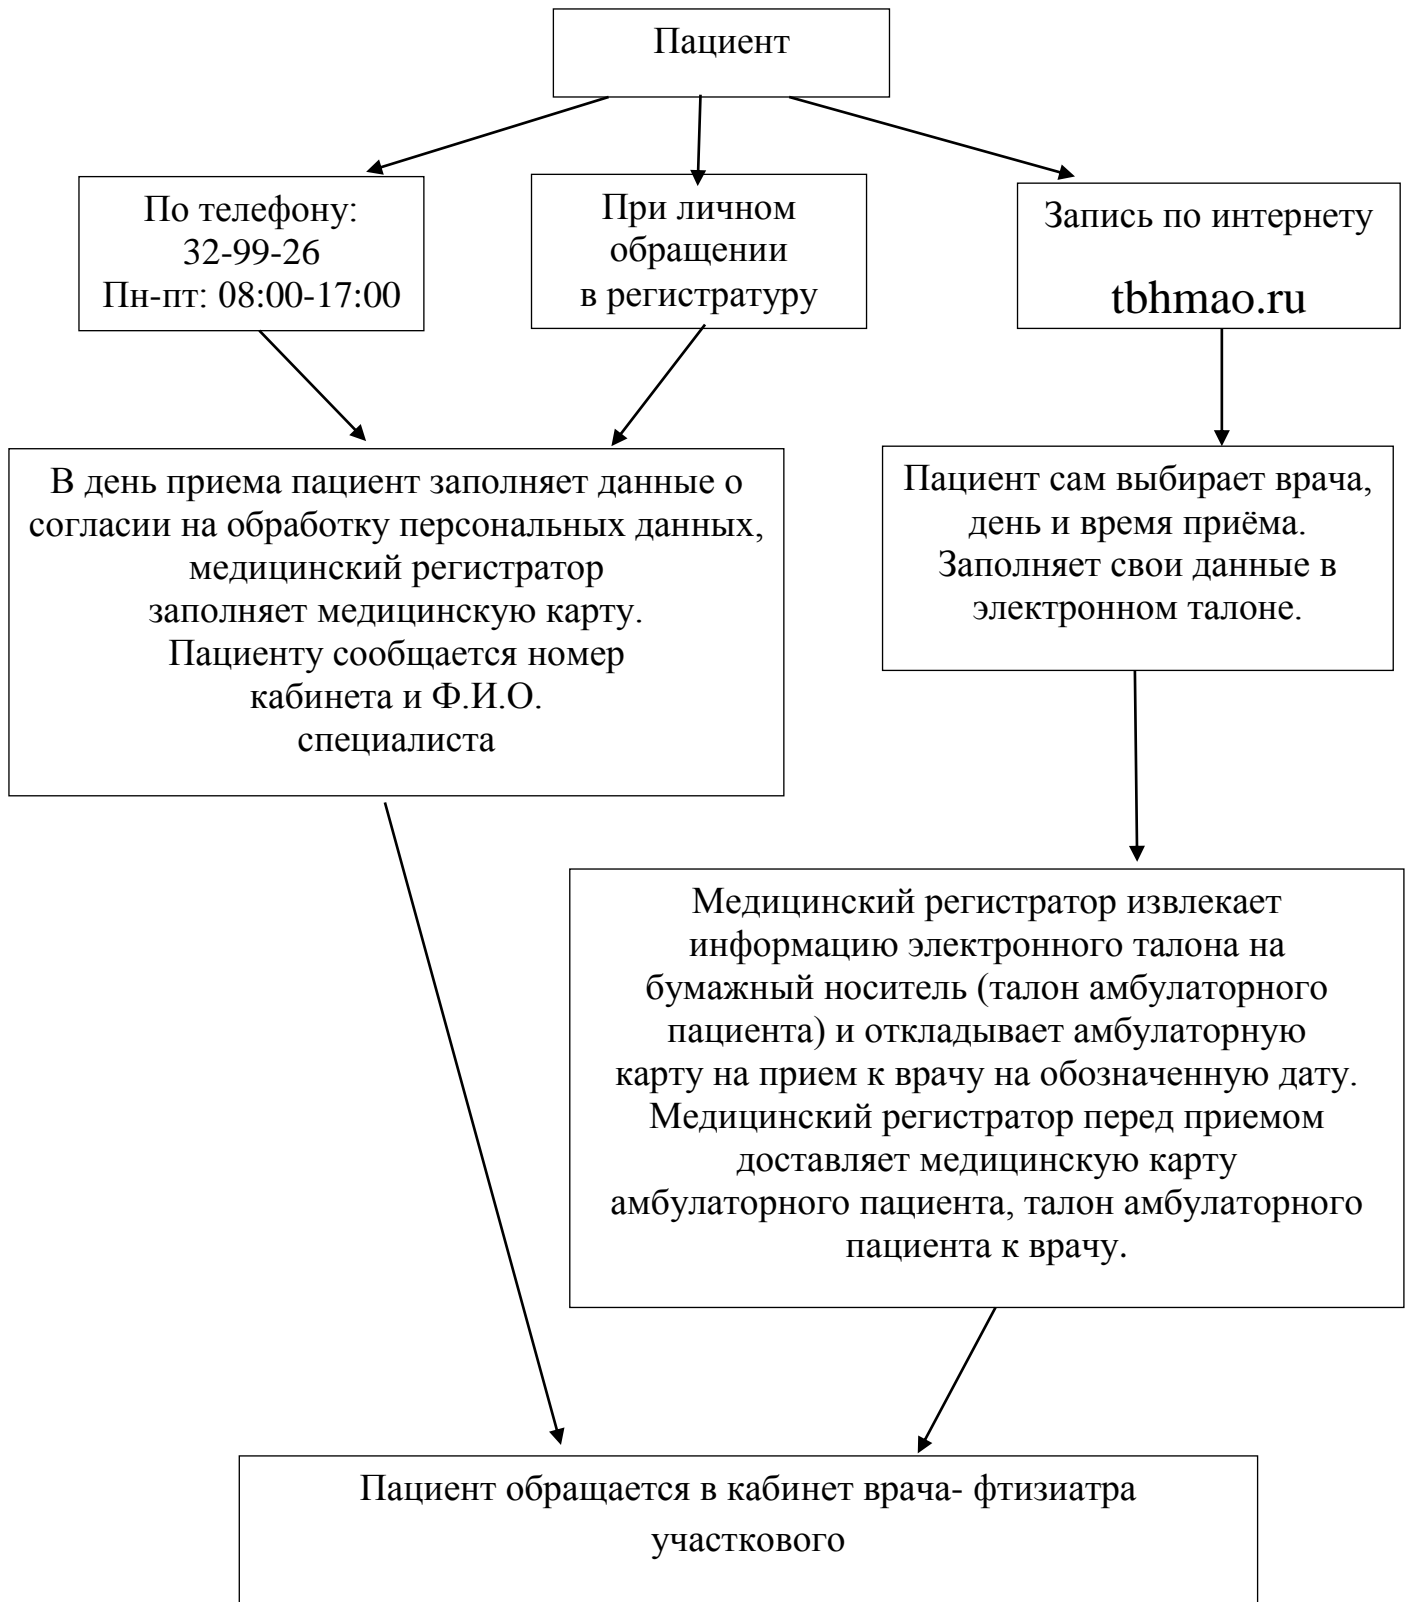 Пациент
По телефону:
32-99-26
Пн-пт: 08:00-17:00
При личном
обращении
в регистратуру
Запись по интернету
tbhmao.ru
В день приема пациент заполняет данные о
согласии на обработку персональных данных,
медицинский регистратор
заполняет медицинскую карту.
Пациенту сообщается номер
кабинета и Ф.И.О.
специалиста
Пациент сам выбирает врача,
день и время приёма.
Заполняет свои данные в
электронном талоне.
Медицинский регистратор извлекает
информацию электронного талона на
бумажный носитель (талон амбулаторного
пациента) и откладывает амбулаторную
карту на прием к врачу на обозначенную дату.
Медицинский регистратор перед приемом
доставляет медицинскую карту
амбулаторного пациента, талон амбулаторного
пациента к врачу.
Пациент обращается в кабинет врача- фтизиатра
участкового